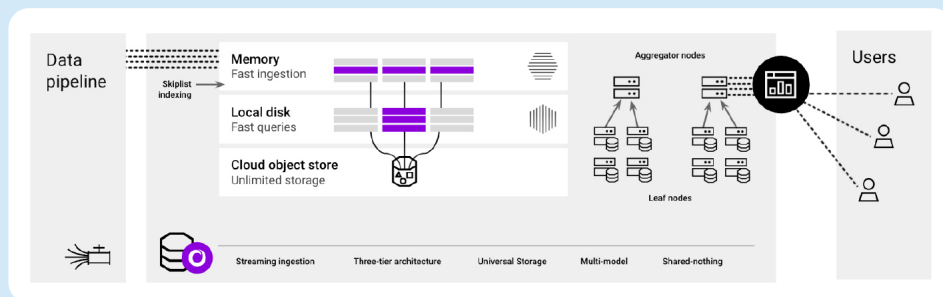 Data
pipeline
Skiplist
indexing
Memory
Fast ingestion
Local disk
Fast queries
Cloud object store
Unlimited storage
Aggregator nodes
Leaf nodes
Users
Streaming ingestion
Three-tier architecture
Universal Storage
Multi-model
Shared-nothing